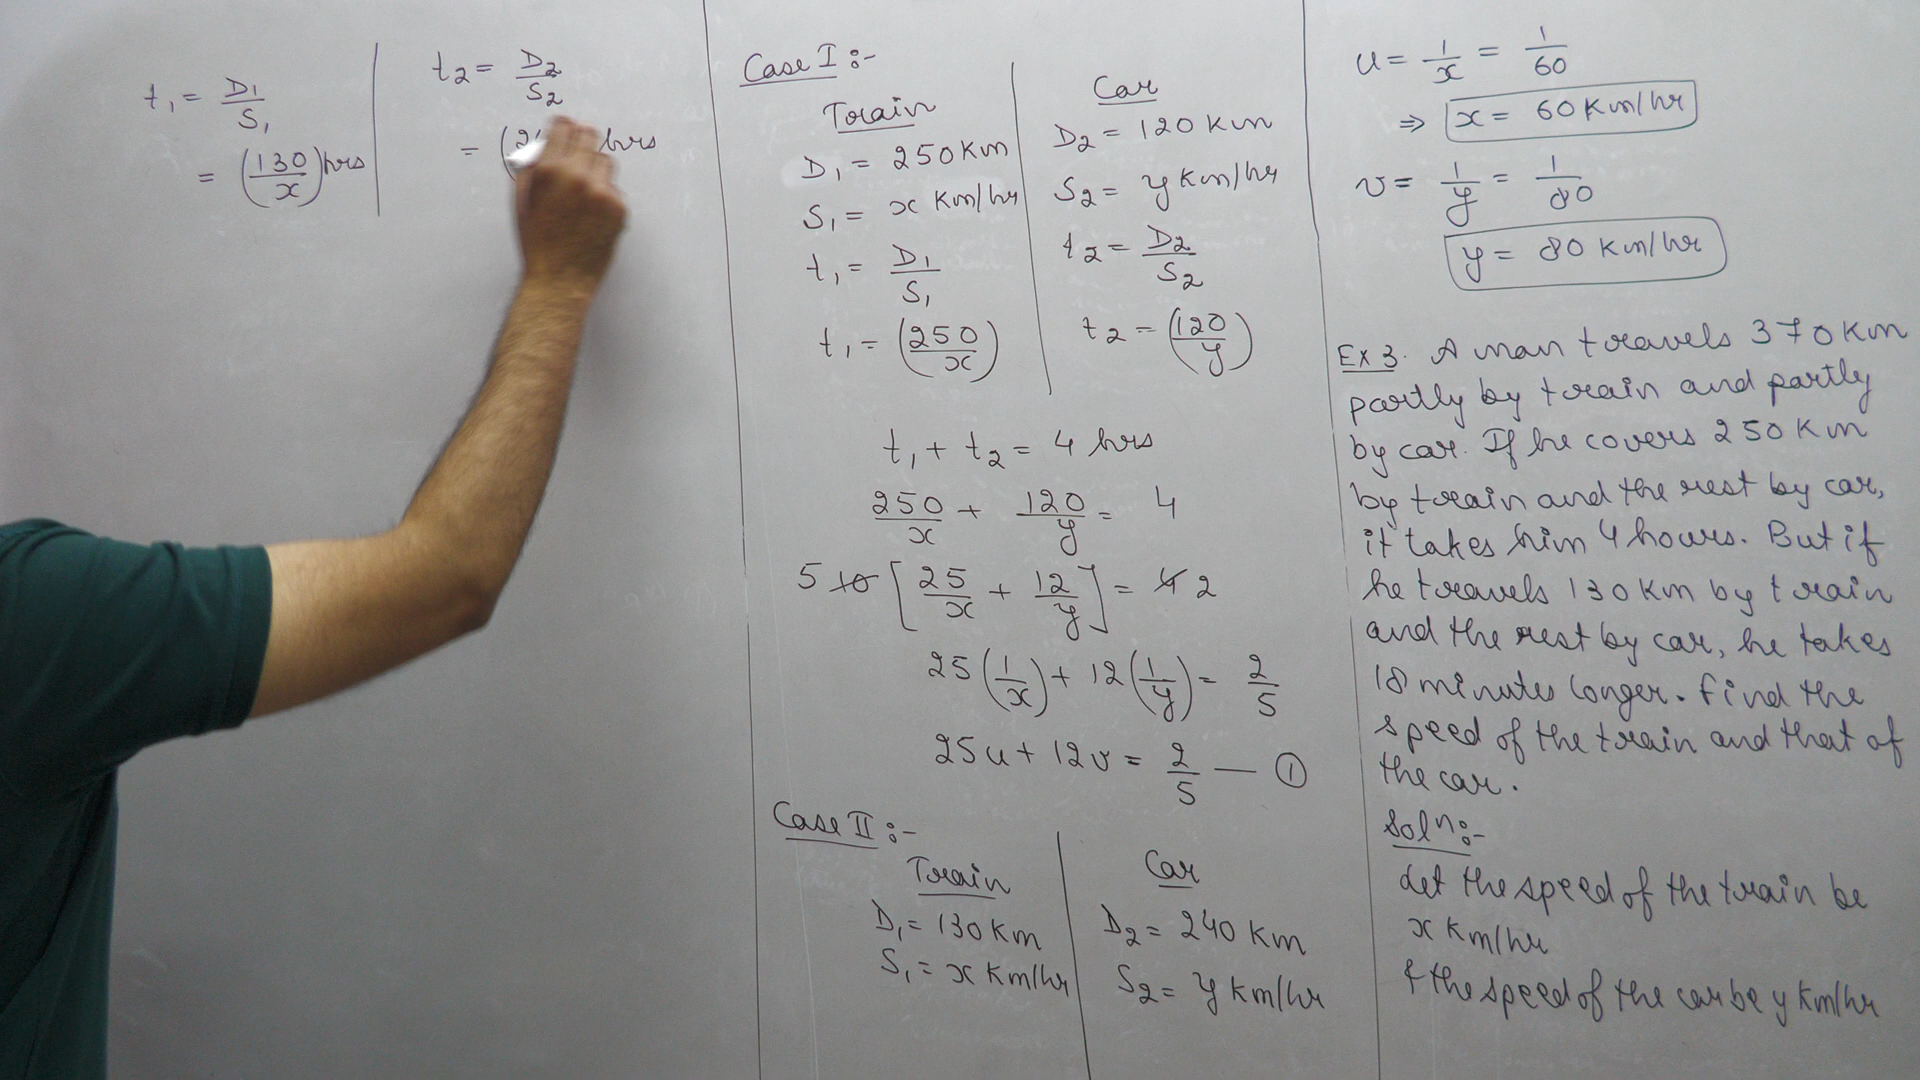 t₁ = D₁/S₁
= (130/x) hrs
t₂ = D₂/S₂
= ( hrs
Case I :-
Train
D₁ = 250 Km
S₁ = x Km/hr
t₁ = D₁/S₁
t₁ = (250/x)
Car
D₂ = 120 Km
S₂ = y Km/hr
t₂ = D₂/S₂
t₂ = (120/y)
t₁ + t₂ = 4 hrs
250/x + 120/y = 4
5 10 [25/x + 12/y] = 4 2
25(1/x) + 12(1/y) = 2/5
25u + 12v = 2/5 — ①
Case II :-
Train
D₁ = 130 Km
S₁ = x Km/hr
Car
D₂ = 240 Km
S₂ = y Km/hr
u = 1/x = 1/60
⇒ x = 60 Km/hr
v = 1/y = 1/80
y = 80 Km/hr
Ex 3. A man travels 370 Km
partly by train and partly
by car. If he covers 250 Km
by train and the rest by car,
it takes him 4 hours. But if
he travels 130 Km by train
and the rest by car, he takes
18 minutes longer. Find the
speed of the train and that of
the car.
Solⁿ:-
Let the speed of the train be
x Km/hr
& the speed of the car be y Km/hr